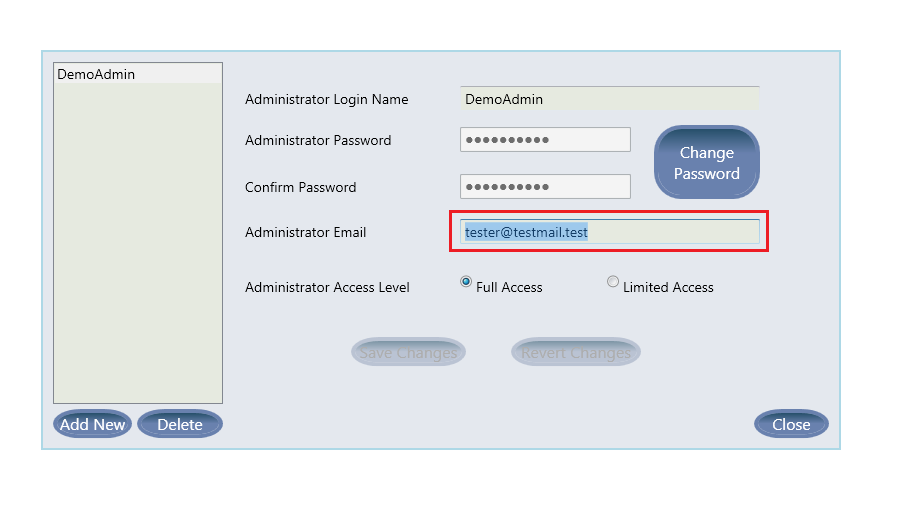 DemoAdmin
Administrator Login Name
DemoAdmin
Administrator Password
●●●●●●●●●●
Change
Password
Confirm Password
●●●●●●●●●●
Administrator Email
tester@testmail.test
Administrator Access Level
Full Access
Limited Access
Save Changes
Revert Changes
Add New
Delete
Close